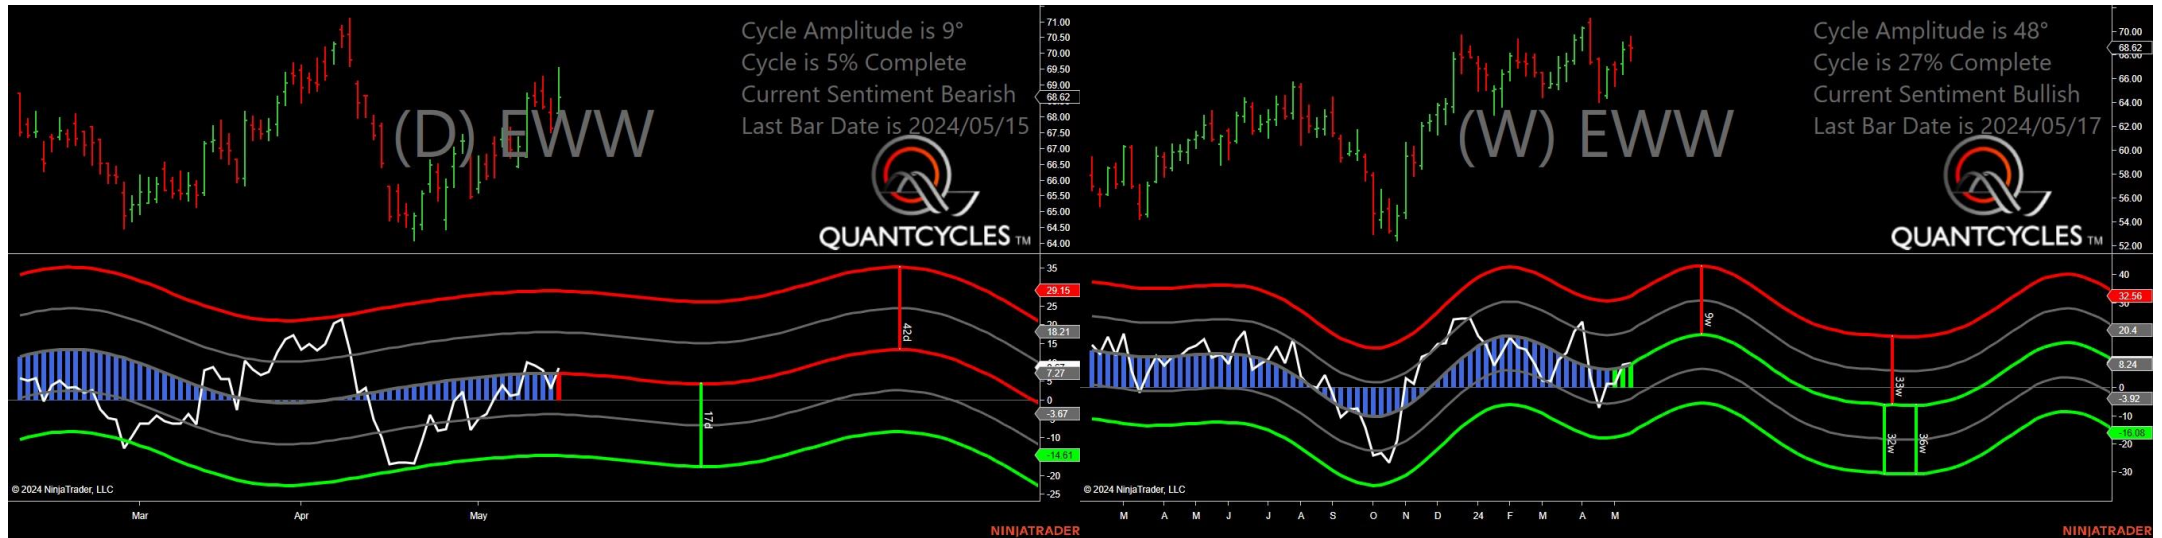 Cycle Amplitude is 9°
Cycle is 5% Complete
Current Sentiment Bearish
Last Bar Date is 2024/05/15
(D) EWW
QUANTCYCLES TM
71.00
70.50
70.00
69.50
69.00
68.62
68.00
67.50
67.00
66.50
66.00
65.50
65.00
64.50
64.00
35
29.15
25
18.21
15
7.27
5
0
-3.67
-5
-10
-14.61
-20
-25
42d
17d
© 2024 NinjaTrader, LLC
Mar
Apr
May
NINJATRADER
Cycle Amplitude is 48°
Cycle is 27% Complete
Current Sentiment Bullish
Last Bar Date is 2024/05/17
(W) EWW
QUANTCYCLES TM
70.00
68.62
68.00
66.00
64.00
62.00
60.00
58.00
56.00
54.00
52.00
40
32.56
30
20.4
8.24
0
-3.92
-10
-16.08
-20
-30
9w
33w
32w
36w
© 2024 NinjaTrader, LLC
M A M J J A S O N D 24 F M A M
NINJATRADER